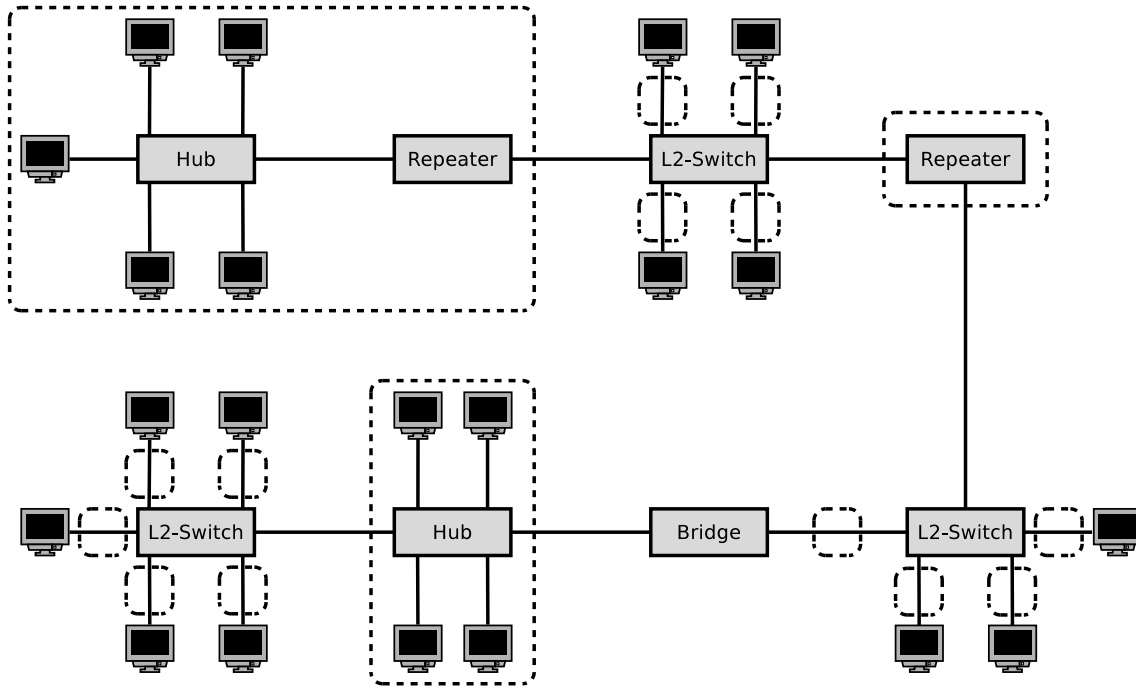 Hub
Repeater
L2-Switch
Repeater
L2-Switch
Hub
Bridge
L2-Switch